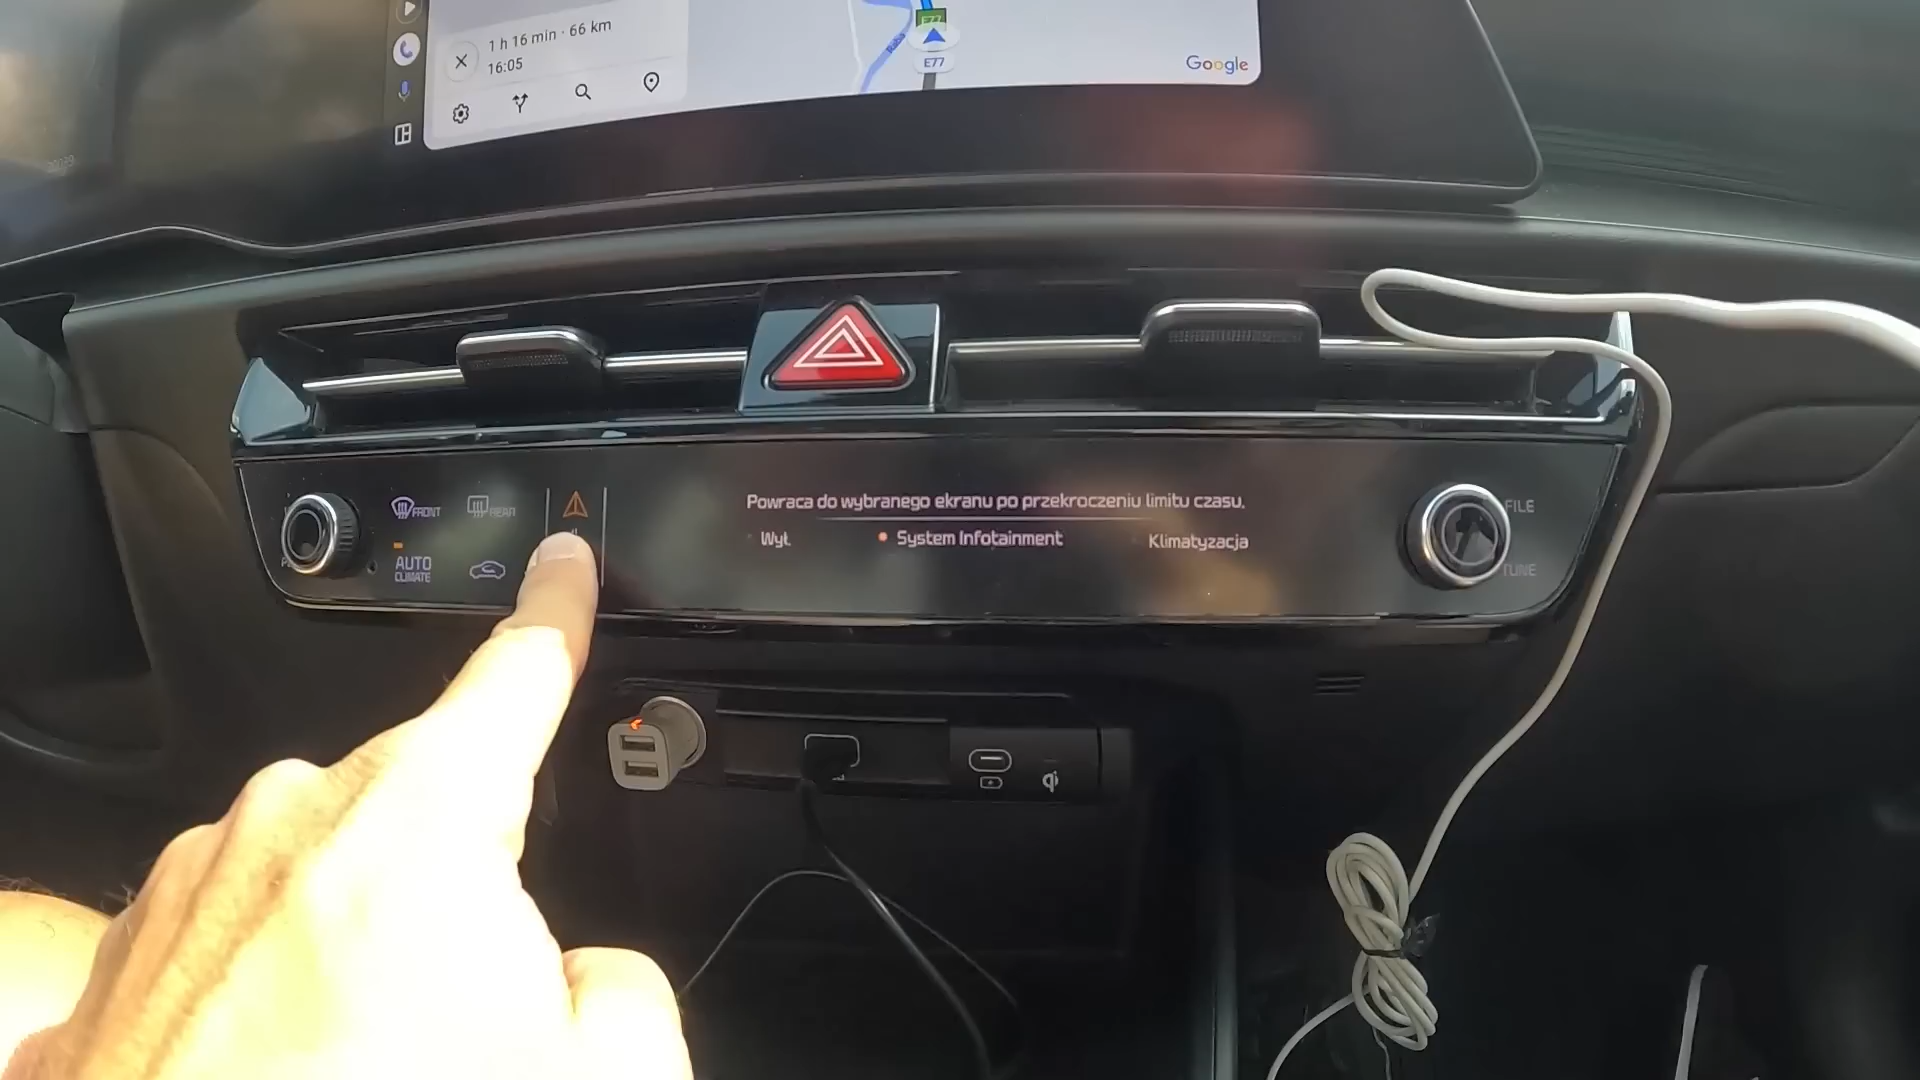 1 h 16 min · 66 km
16:05
E77
E77
Raba
Google
FRONT
REAR
AUTO
CLIMATE
Powraca do wybranego ekranu po przekroczeniu limitu czasu.
Wył.
System Infotainment
Klimatyzacja
FILE
TUNE